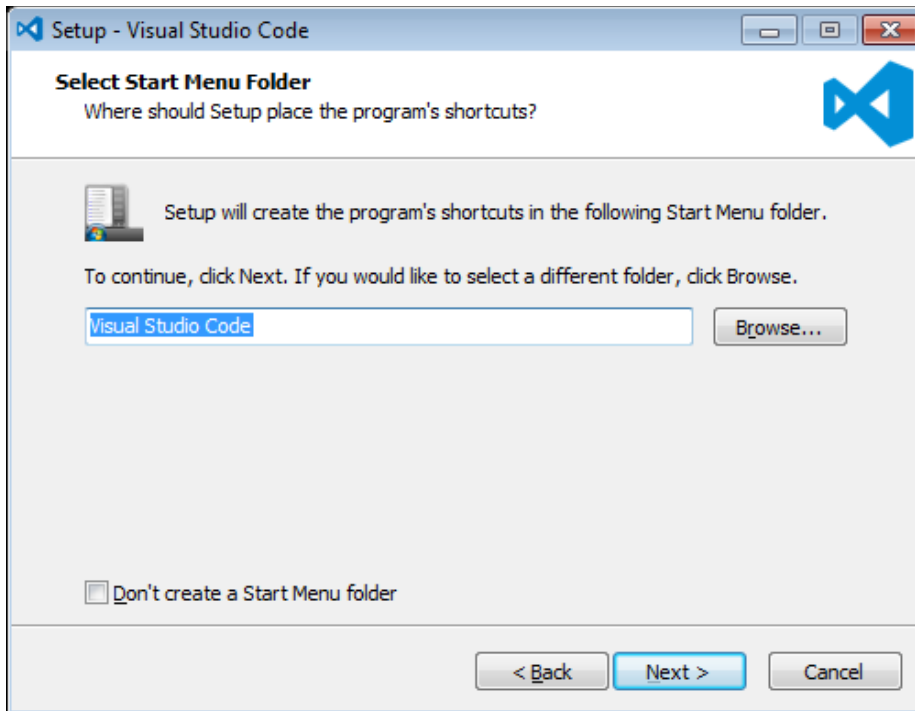 Setup - Visual Studio Code
Select Start Menu Folder
Where should Setup place the program's shortcuts?
Setup will create the program's shortcuts in the following Start Menu folder.
To continue, click Next. If you would like to select a different folder, click Browse.
Visual Studio Code
Browse...
Don't create a Start Menu folder
< Back
Next >
Cancel